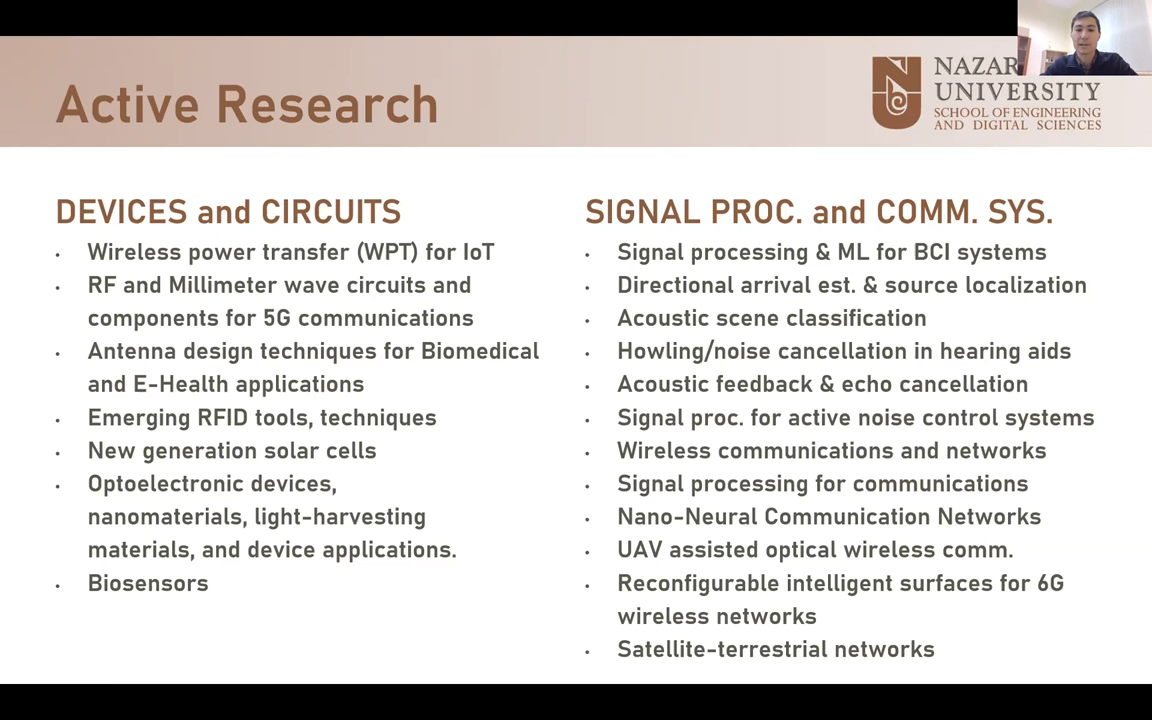 Active Research
UNIVERSITY
SCHOOL OF ENGINEERING
AND DIGITAL SCIENCES
DEVICES and CIRCUITS
• Wireless power transfer (WPT) for IoT
• RF and Millimeter wave circuits and
components for 5G communications
• Antenna design techniques for Biomedical
and E-Health applications
• Emerging RFID tools, techniques
• New generation solar cells
• Optoelectronic devices,
nanomaterials, light-harvesting
materials, and device applications.
• Biosensors
SIGNAL PROC. and COMM. SYS.
• Signal processing & ML for BCI systems
• Directional arrival est. & source localization
• Acoustic scene classification
• Howling/noise cancellation in hearing aids
• Acoustic feedback & echo cancellation
• Signal proc. for active noise control systems
• Wireless communications and networks
• Signal processing for communications
• Nano-Neural Communication Networks
• UAV assisted optical wireless comm.
• Reconfigurable intelligent surfaces for 6G
wireless networks
• Satellite-terrestrial networks